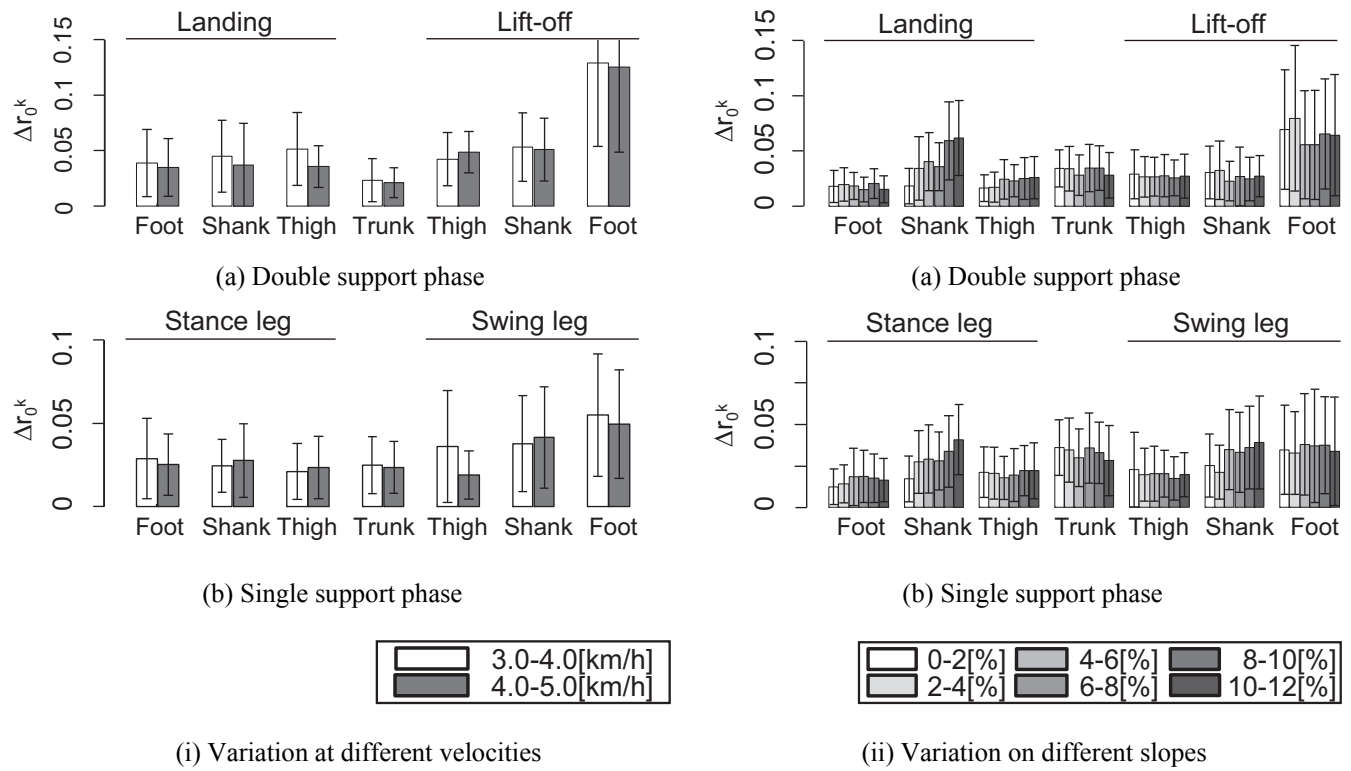 Landing Lift-off
0 0.05 0.1 0.15
Δr₀ᵏ
Foot Shank Thigh Trunk Thigh Shank Foot
(a) Double support phase
Stance leg Swing leg
0 0.05 0.1
Δr₀ᵏ
Foot Shank Thigh Trunk Thigh Shank Foot
(b) Single support phase
3.0-4.0[km/h]
4.0-5.0[km/h]
(i) Variation at different velocities
Landing Lift-off
0 0.05 0.1 0.15
Δr₀ᵏ
Foot Shank Thigh Trunk Thigh Shank Foot
(a) Double support phase
Stance leg Swing leg
0 0.05 0.1
Δr₀ᵏ
Foot Shank Thigh Trunk Thigh Shank Foot
(b) Single support phase
0-2[%] 4-6[%] 8-10[%]
2-4[%] 6-8[%] 10-12[%]
(ii) Variation on different slopes